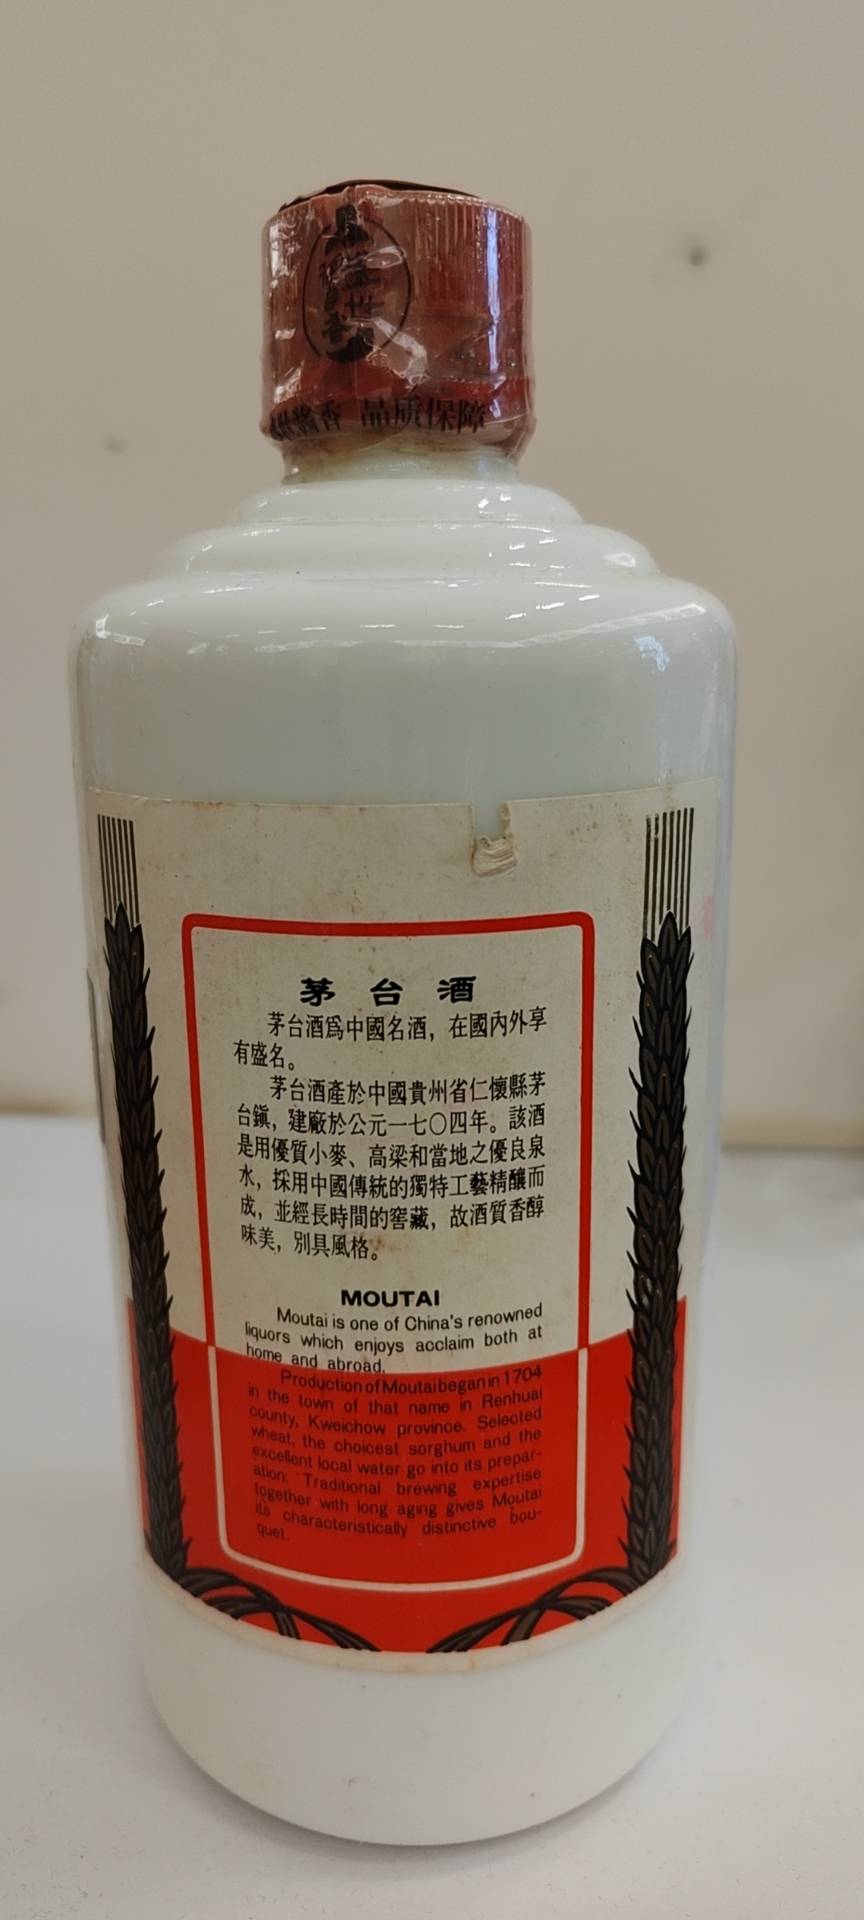 品质保障
茅台酒
茅台酒爲中國名酒，在國內外享
有盛名。
茅台酒產於中國貴州省仁懷縣茅
台鎭，建廠於公元一七〇四年。該酒
是用優質小麥、高梁和當地之優良泉
水，採用中國傳統的獨特工藝精釀而
成，並經長時間的窖藏，故酒質香醇
味美，別具風格。
MOUTAI
Moutai is one of China's renowned
liquors which enjoys acclaim both at
home and abroad.
Production of Moutai began in 1704
in the town of that name in Renhuai
county, Kweichow province. Selected
wheat, the choicest sorghum and the
excellent local water go into its prepar-
ation. Traditional brewing expertise
together with long aging gives Moutai
its characteristically distinctive bou-
quet.